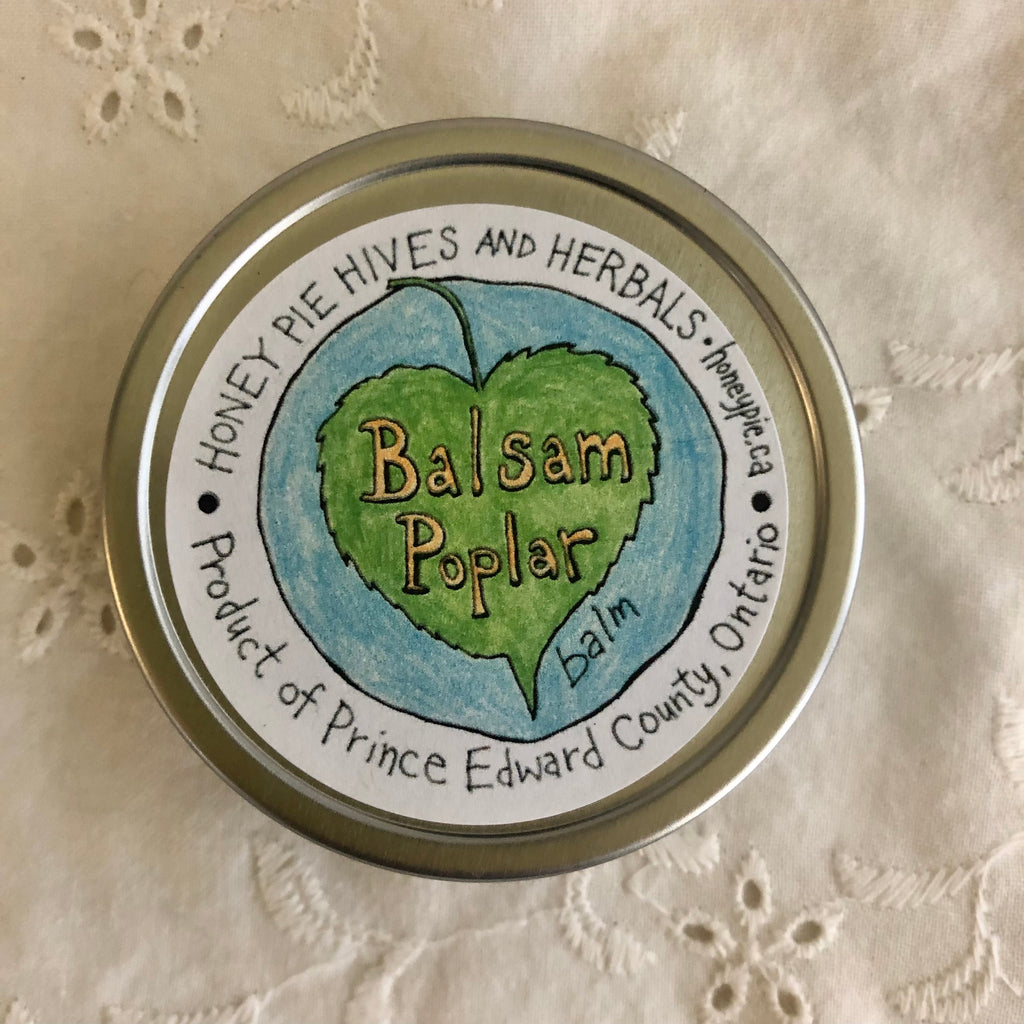 HONEY PIE HIVES AND HERBALS • honeypie.ca
Balsam
Poplar
balm
• Product of Prince Edward County, Ontario •